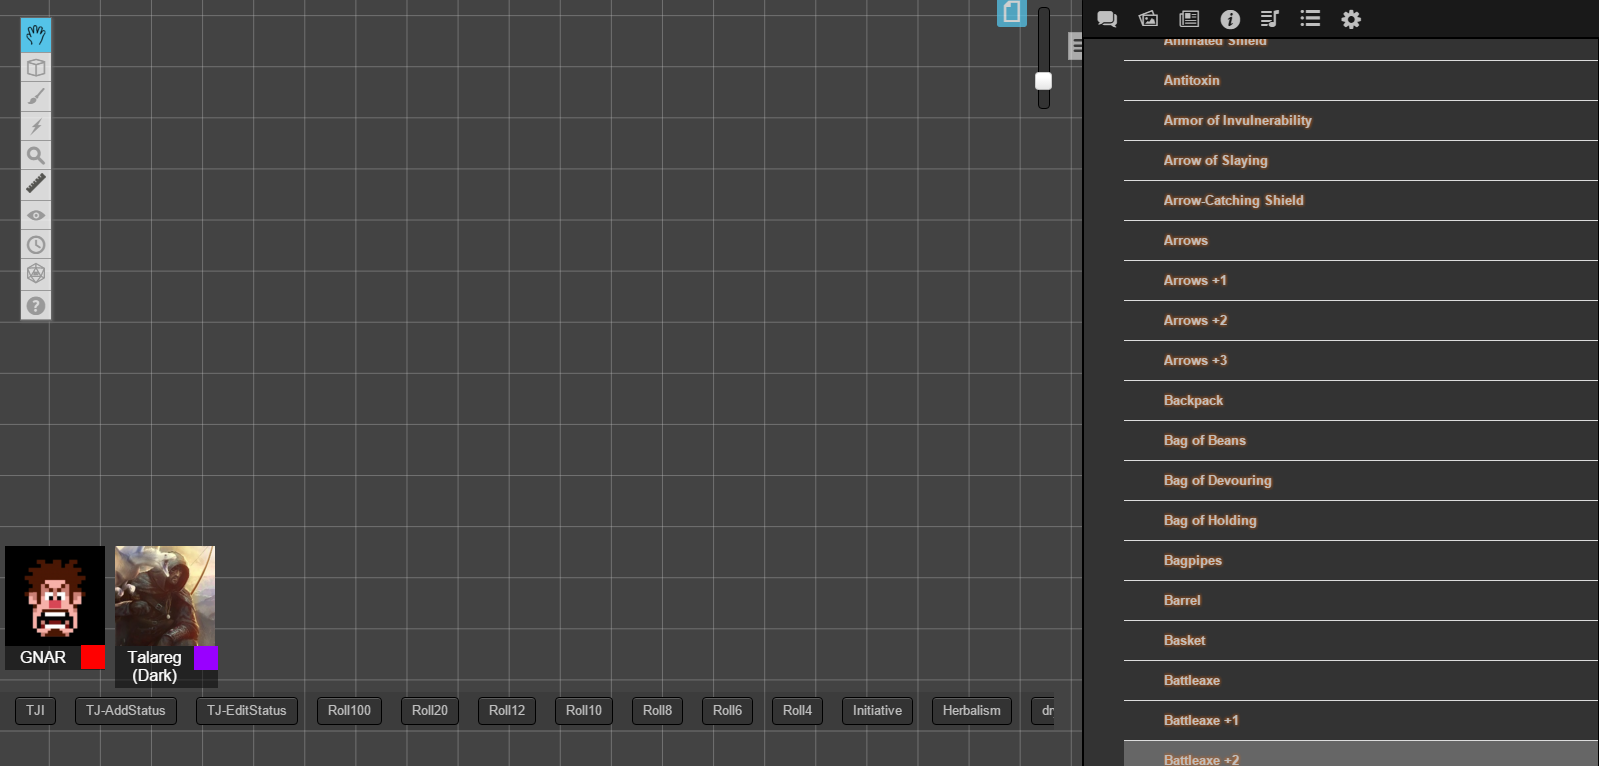 Animated Shield
Antitoxin
Armor of Invulnerability
Arrow of Slaying
Arrow-Catching Shield
Arrows
Arrows +1
Arrows +2
Arrows +3
Backpack
Bag of Beans
Bag of Devouring
Bag of Holding
Bagpipes
Barrel
Basket
Battleaxe
Battleaxe +1
Battleaxe +2
GNAR
Talareg
(Dark)
TJI TJ-AddStatus TJ-EditStatus Roll100 Roll20 Roll12 Roll10 Roll8 Roll6 Roll4 Initiative Herbalism